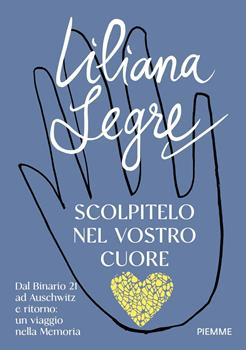 Liliana
Segre
SCOLPITELO
NEL VOSTRO
CUORE
Dal Binario 21
ad Auschwitz
e ritorno:
un viaggio
nella Memoria
PIEMME